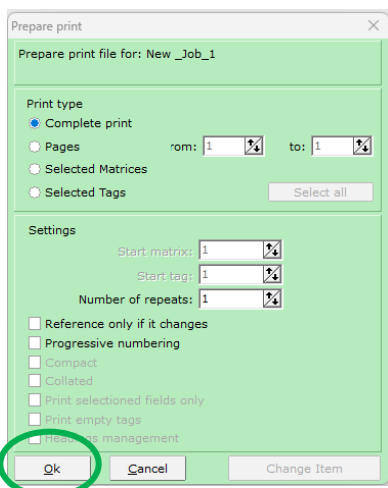 Prepare print
Prepare print file for: New _Job_1
Print type
Complete print
Pages rom: 1 to: 1
Selected Matrices
Selected Tags Select all
Settings
Start matrix: 1
Start tag: 1
Number of repeats: 1
Reference only if it changes
Progressive numbering
Compact
Collated
Print selectioned fields only
Print empty tags
Headings management
Ok Cancel Change Item